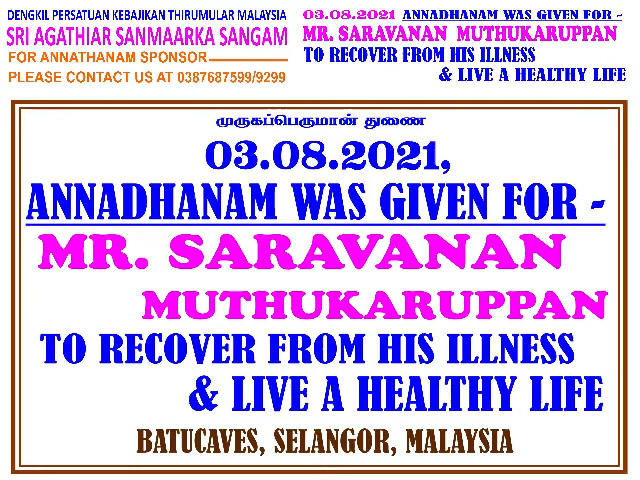 DENGKIL PERSATUAN KEBAJIKAN THIRUMULAR MALAYSIA
SRI AGATHIAR SANMAARKA SANGAM
FOR ANNATHANAM SPONSOR
PLEASE CONTACT US AT 0387687599/9299
03.08.2021 ANNADHANAM WAS GIVEN FOR -
MR. SARAVANAN MUTHUKARUPPAN
TO RECOVER FROM HIS ILLNESS
& LIVE A HEALTHY LIFE
முருகப்பெருமான் துணை
03.08.2021,
ANNADHANAM WAS GIVEN FOR -
MR. SARAVANAN
MUTHUKARUPPAN
TO RECOVER FROM HIS ILLNESS
& LIVE A HEALTHY LIFE
BATUCAVES, SELANGOR, MALAYSIA